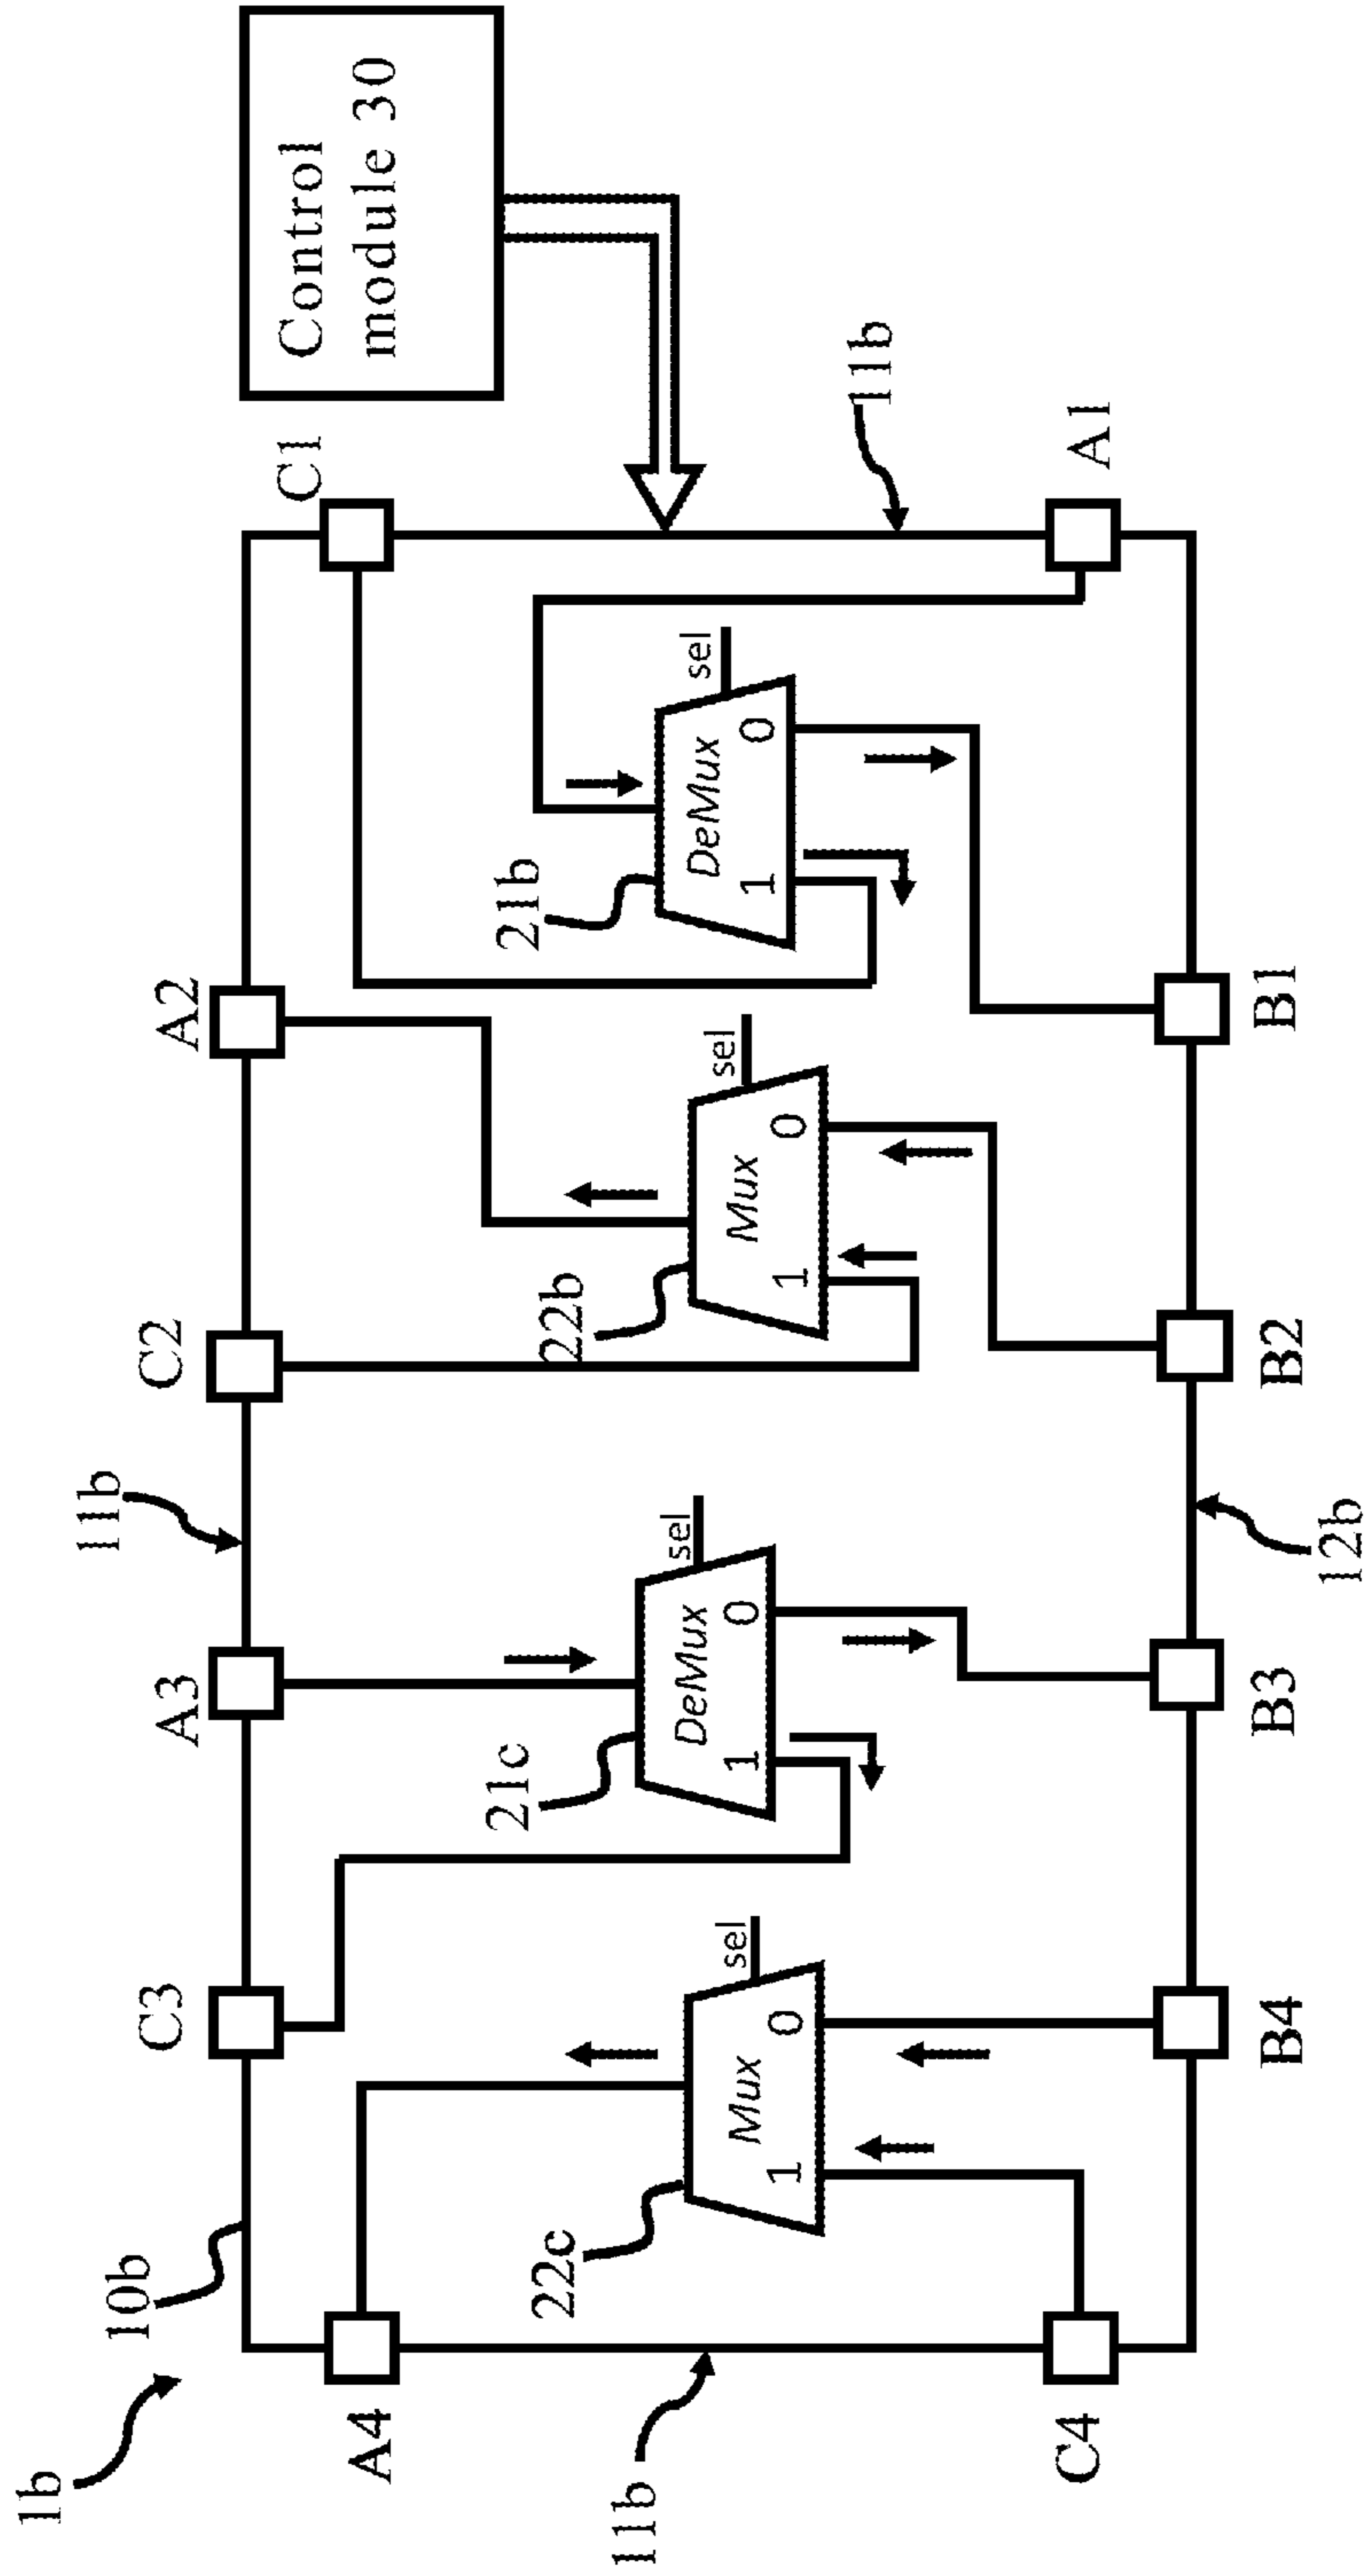 1b
10b
A4
C3
A3
11b
C2
A2
C1
Control
module 30
11b
C4
22c
Mux
1
0
sel
21c
DeMux
1
0
sel
22b
Mux
1
0
sel
21b
DeMux
1
0
sel
11b
A1
B4
B3
12b
B2
B1